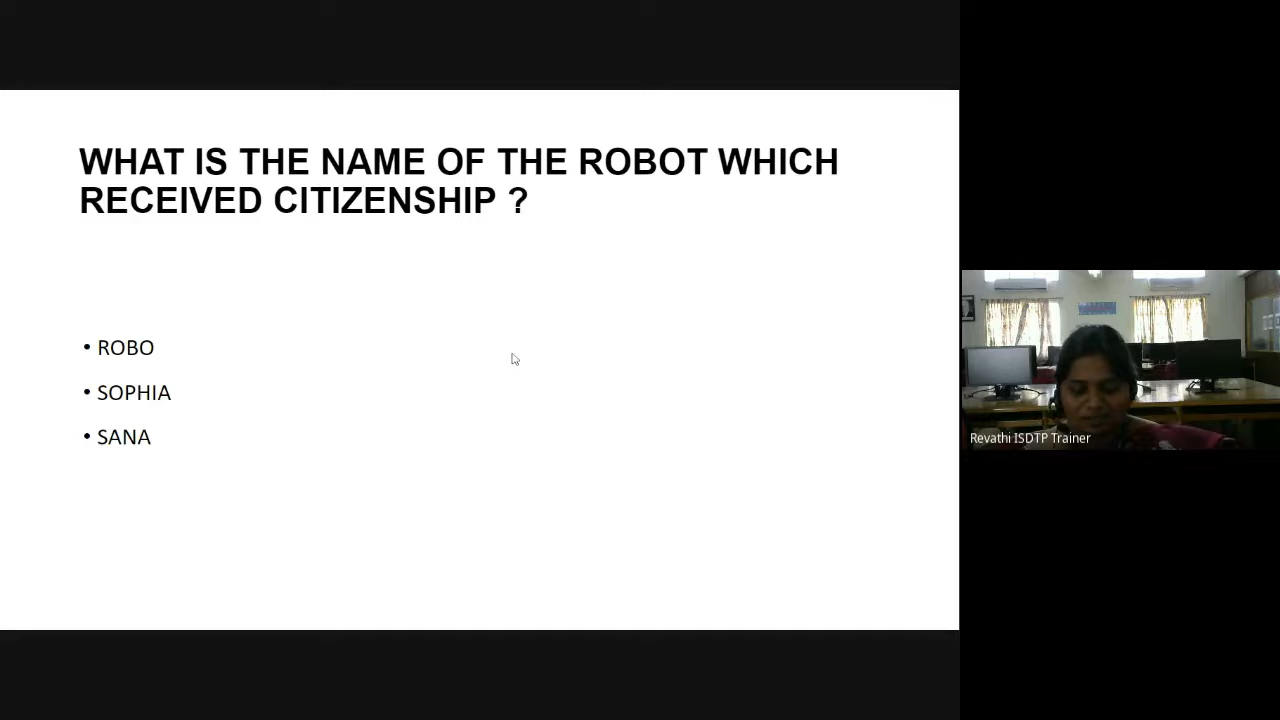 WHAT IS THE NAME OF THE ROBOT WHICH
RECEIVED CITIZENSHIP ?
• ROBO
• SOPHIA
• SANA
Revathi ISDTP Trainer